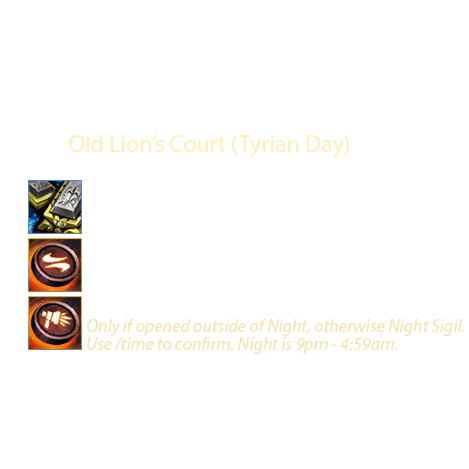 Old Lion's Court (Tyrian Day)
Only if opened outside of Night, otherwise Night Sigil.
Use /time to confirm. Night is 9pm - 4:59am.